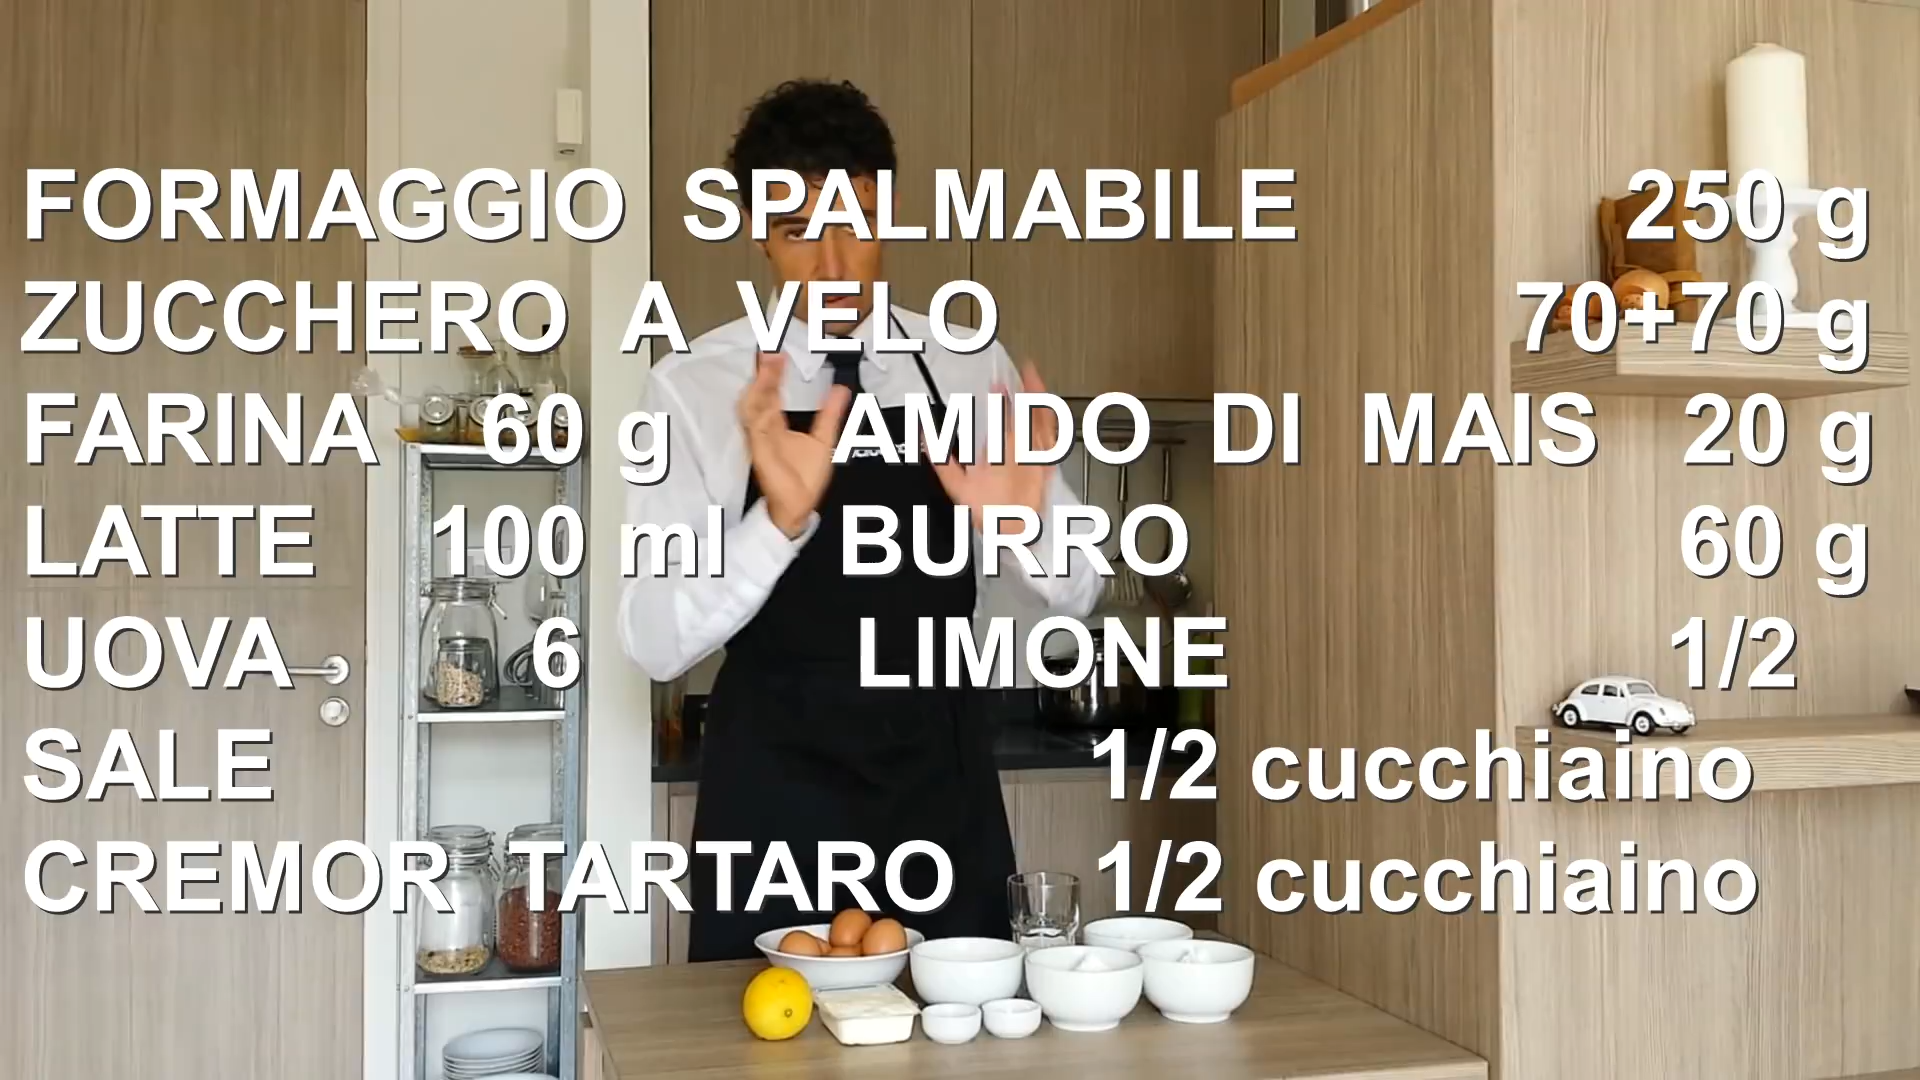 FORMAGGIO SPALMABILE 250 g
ZUCCHERO A VELO 70+70 g
FARINA 60 g AMIDO DI MAIS 20 g
LATTE 100 ml BURRO 60 g
UOVA 6 LIMONE 1/2
SALE 1/2 cucchiaino
CREMOR TARTARO 1/2 cucchiaino